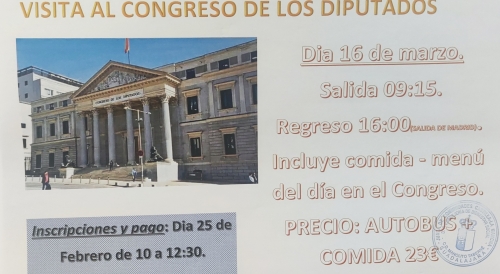 VISITA AL CONGRESO DE LOS DIPUTADOS
Dia 16 de marzo.
Salida 09:15.
Regreso 16:00(SALIDA DE MADRID).
Incluye comida - menú
del día en el Congreso.
PRECIO: AUTOBUS +
COMIDA 23€
Inscripciones y pago: Dia 25 de
Febrero de 10 a 12:30.